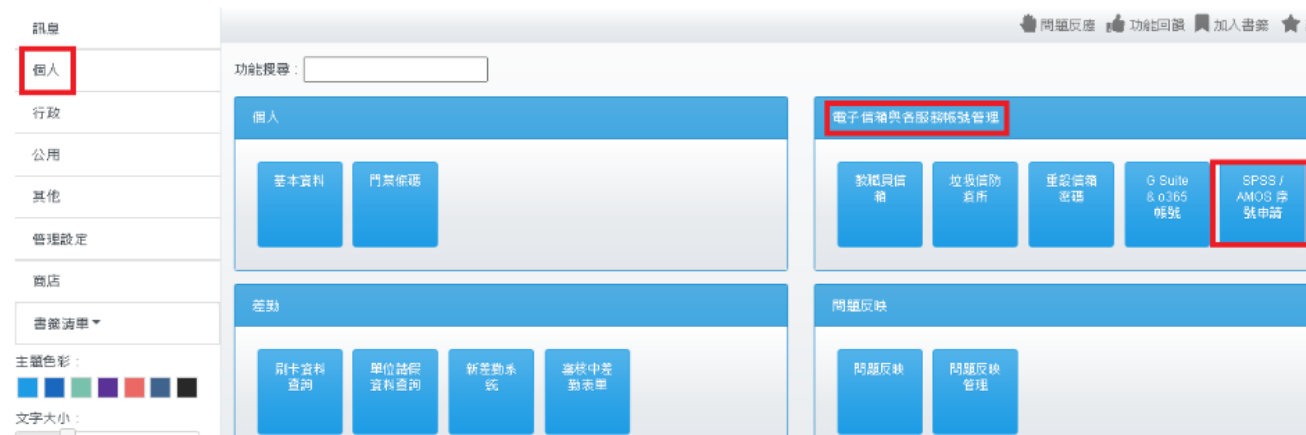 問題反應 功能回饋 加入書籤
訊息
個人
行政
公用
其他
管理設定
商店
書籤清單
主題色彩：
文字大小：
功能搜尋：
個人
基本資料
門禁條碼
電子信箱與各服務帳號管理
教職員信
箱
垃圾信防
疫所
重設信箱
密碼
G Suite
& o365
帳號
SPSS /
AMOS 序
號申請
差勤
刷卡資料
查詢
單位請假
資料查詢
新差勤系
統
審核中差
勤表單
問題反映
問題反映
問題反映
管理